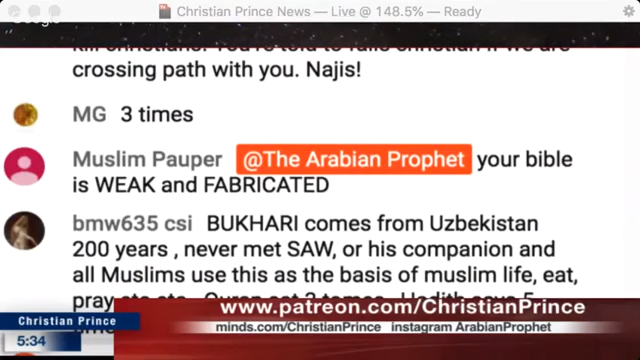 Christian Prince News — Live @ 148.5% — Ready
crossing path with you. Najis!
MG 3 times
Muslim Pauper @The Arabian Prophet your bible
is WEAK and FABRICATED
bmw635 csi BUKHARI comes from Uzbekistan
200 years , never met SAW, or his companion and
all Muslims use this as the basis of muslim life, eat,
www.patreon.com/ChristianPrince
Christian Prince
minds.com/ChristianPrince instagram ArabianProphet
5:34